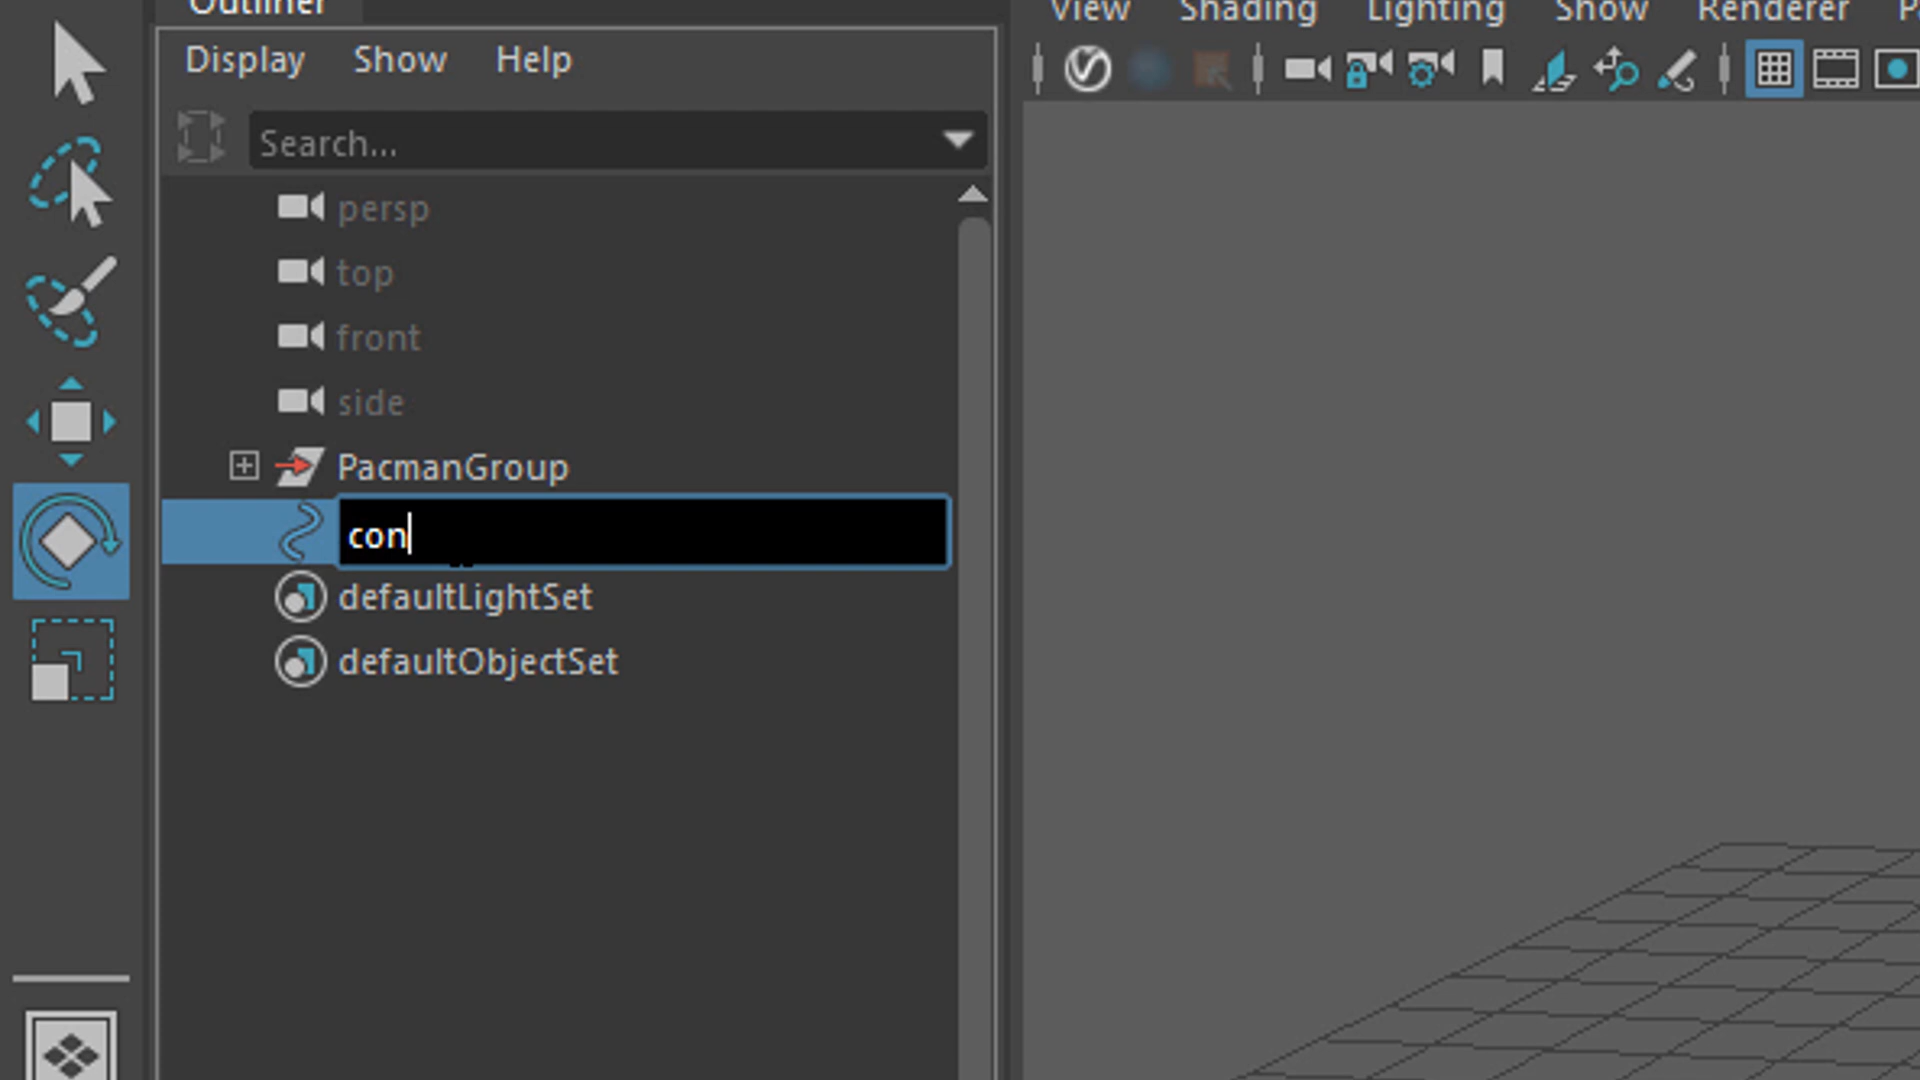 Outliner
View Shading Lighting Show Renderer
Display Show Help
Search...
persp
top
front
side
PacmanGroup
con
defaultLightSet
defaultObjectSet